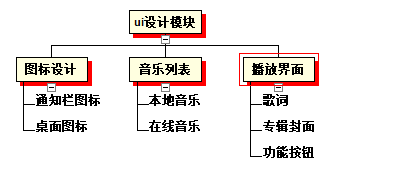 ui设计模块
图标设计
音乐列表
播放界面
通知栏图标
本地音乐
歌词
桌面图标
在线音乐
专辑封面
功能按钮